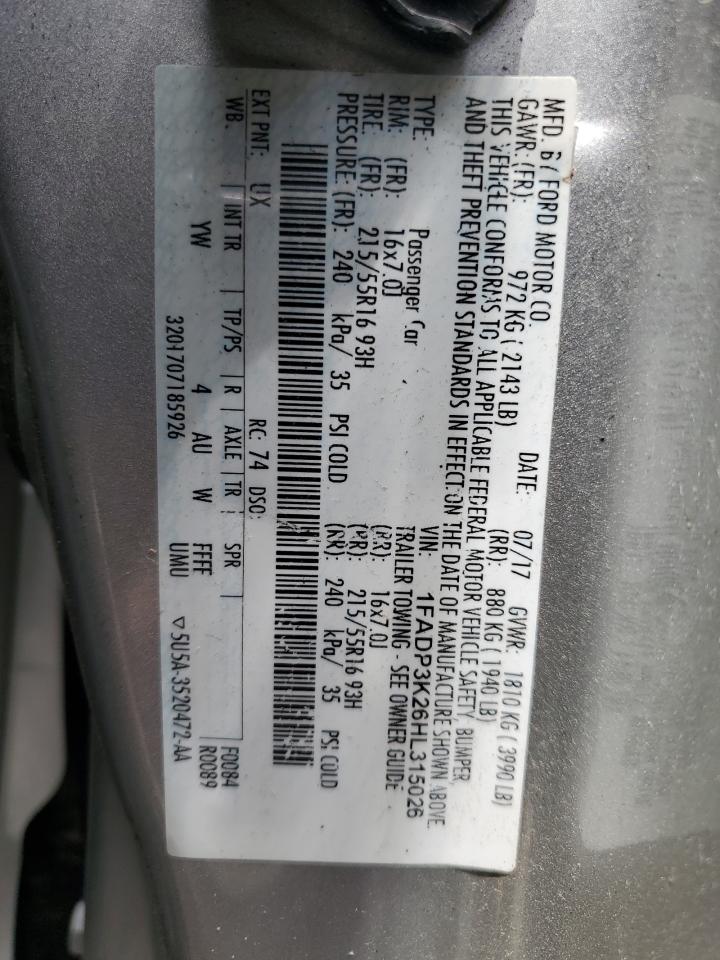 MFD. BY FORD MOTOR CO.
DATE: 07/17 GVWR: 1810 KG ( 3990 LB)
GAWR: (FR): 972 KG ( 2143 LB) (RR): 880 KG ( 1940 LB)
THIS VEHICLE CONFORMS TO ALL APPLICABLE FEDERAL MOTOR VEHICLE SAFETY, BUMPER,
AND THEFT PREVENTION STANDARDS IN EFFECT ON THE DATE OF MANUFACTURE SHOWN ABOVE.
VIN: 1FADP3K26HL315026
TYPE: Passenger Car TRAILER TOWING - SEE OWNER GUIDE
RIM: (FR): 16x7.0J (RR): 16x7.0J
TIRE: (FR): 215/55R16 93H (RR): 215/55R16 93H
PRESSURE: (FR): 240 kPa/ 35 PSI COLD (RR): 240 kPa/ 35 PSI COLD
EXT PNT: UX RC: 74 DSO:
WB INT TR TP/PS R AXLE TR SPR F0084
YW 4 AU W FFFF R0089
UMU
3201707185926 ▽5U5A-3520472-AA